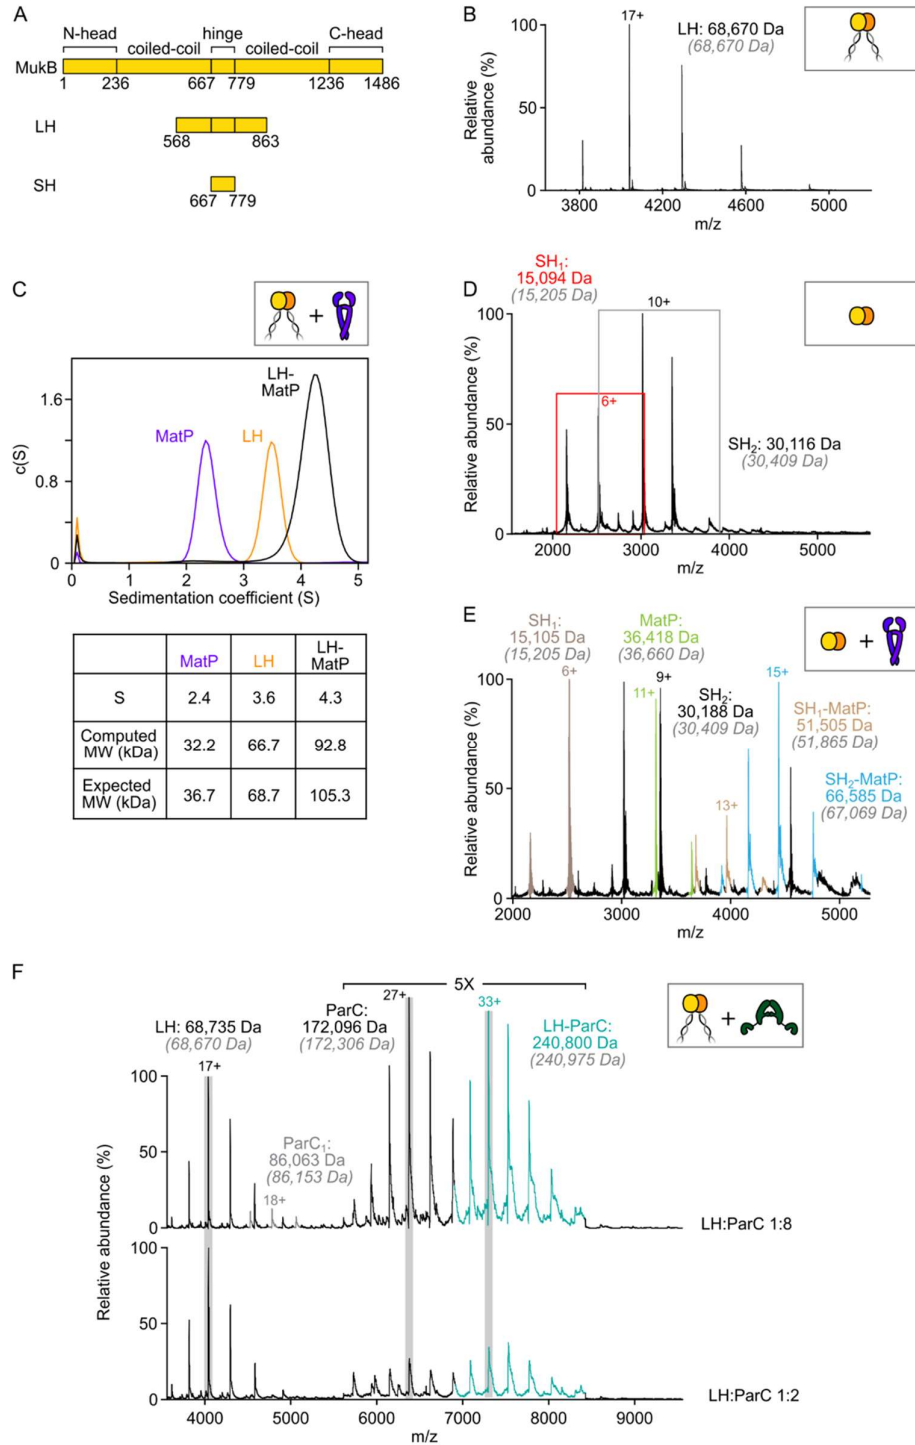 A
N-head
hinge
C-head
coiled-coil
coiled-coil
MukB
1
236
667
779
1236
1486
LH
568
863
SH
667
779
B
17+
LH: 68,670 Da
(68,670 Da)
Relative
abundance (%)
100
50
0
3800
4200
4600
5000
m/z
C
+
LH-
MatP
MatP
LH
c(S)
1.6
0.8
0
0
1
2
3
4
5
Sedimentation coefficient (S)
MatP
LH
LH-
MatP
S
2.4
3.6
4.3
Computed
MW (kDa)
32.2
66.7
92.8
Expected
MW (kDa)
36.7
68.7
105.3
D
SH₁:
15,094 Da
(15,205 Da)
10+
6+
SH₂: 30,116 Da
(30,409 Da)
Relative abundance (%)
100
50
0
2000
3000
4000
5000
m/z
E
+
SH₁:
15,105 Da
(15,205 Da)
6+
MatP:
36,418 Da
(36,660 Da)
11+
9+
SH₂:
30,188 Da
(30,409 Da)
15+
SH₁-MatP:
51,505 Da
(51,865 Da)
13+
SH₂-MatP:
66,585 Da
(67,069 Da)
Relative abundance (%)
100
50
0
2000
3000
4000
5000
m/z
F
5X
+
27+
33+
LH: 68,735 Da
(68,670 Da)
17+
ParC:
172,096 Da
(172,306 Da)
LH-ParC:
240,800 Da
(240,975 Da)
ParC₁:
86,063 Da
(86,153 Da)
18+
Relative abundance (%)
100
50
0
LH:ParC 1:8
Relative abundance (%)
100
50
0
LH:ParC 1:2
4000
5000
6000
7000
8000
9000
m/z